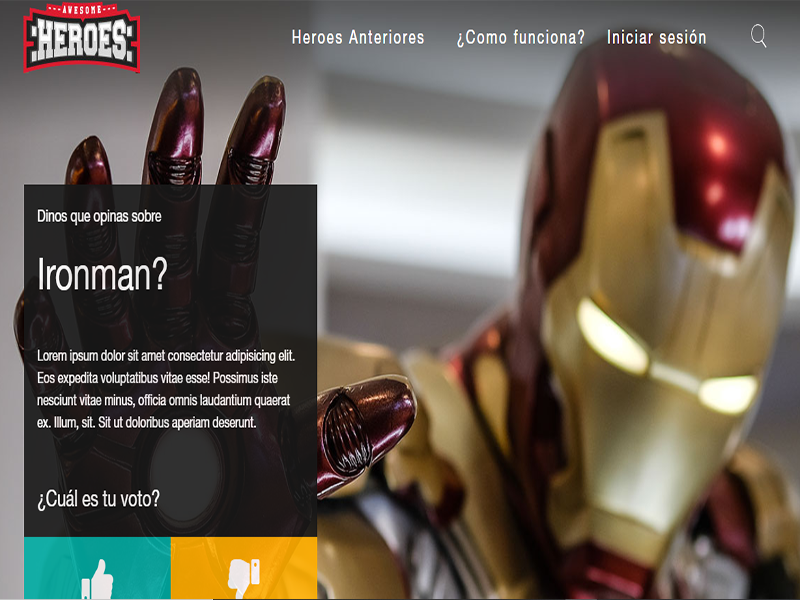 AWESOME
HEROES
Heroes Anteriores
¿Como funciona?
Iniciar sesión
Dinos que opinas sobre
Ironman?
Lorem ipsum dolor sit amet consectetur adipisicing elit.
Eos expedita voluptatibus vitae esse! Possimus iste
nesciunt vitae minus, officia omnis laudantium quaerat
ex. Illum, sit. Sit ut doloribus aperiam deserunt.
¿Cuál es tu voto?